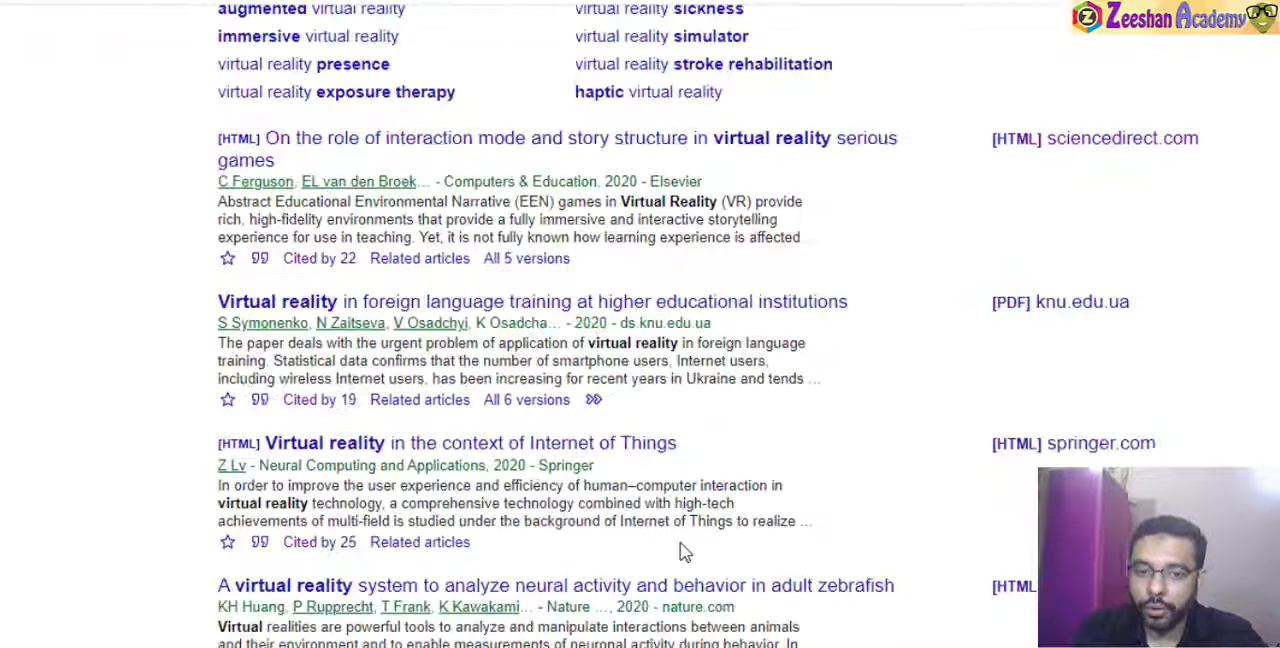 Zeeshan Academy
augmented virtual reality
virtual reality sickness
immersive virtual reality
virtual reality simulator
virtual reality presence
virtual reality stroke rehabilitation
virtual reality exposure therapy
haptic virtual reality
[HTML] On the role of interaction mode and story structure in virtual reality serious
games
[HTML] sciencedirect.com
C Ferguson, EL van den Broek... - Computers & Education, 2020 - Elsevier
Abstract Educational Environmental Narrative (EEN) games in Virtual Reality (VR) provide
rich, high-fidelity environments that provide a fully immersive and interactive storytelling
experience for use in teaching. Yet, it is not fully known how learning experience is affected
Cited by 22 Related articles All 5 versions
Virtual reality in foreign language training at higher educational institutions
[PDF] knu.edu.ua
S Symonenko, N Zaitseva, V Osadchyi, K Osadcha... - 2020 - ds.knu.edu.ua
The paper deals with the urgent problem of application of virtual reality in foreign language
training. Statistical data confirms that the number of smartphone users, Internet users,
including wireless Internet users, has been increasing for recent years in Ukraine and tends ...
Cited by 19 Related articles All 6 versions
[HTML] Virtual reality in the context of Internet of Things
[HTML] springer.com
Z Lv - Neural Computing and Applications, 2020 - Springer
In order to improve the user experience and efficiency of human–computer interaction in
virtual reality technology, a comprehensive technology combined with high-tech
achievements of multi-field is studied under the background of Internet of Things to realize ...
Cited by 25 Related articles
A virtual reality system to analyze neural activity and behavior in adult zebrafish
[HTML
KH Huang, P Rupprecht, T Frank, K Kawakami... - Nature ..., 2020 - nature.com
Virtual realities are powerful tools to analyze and manipulate interactions between animals
and their environment and to enable measurements of neuronal activity during behavior. In